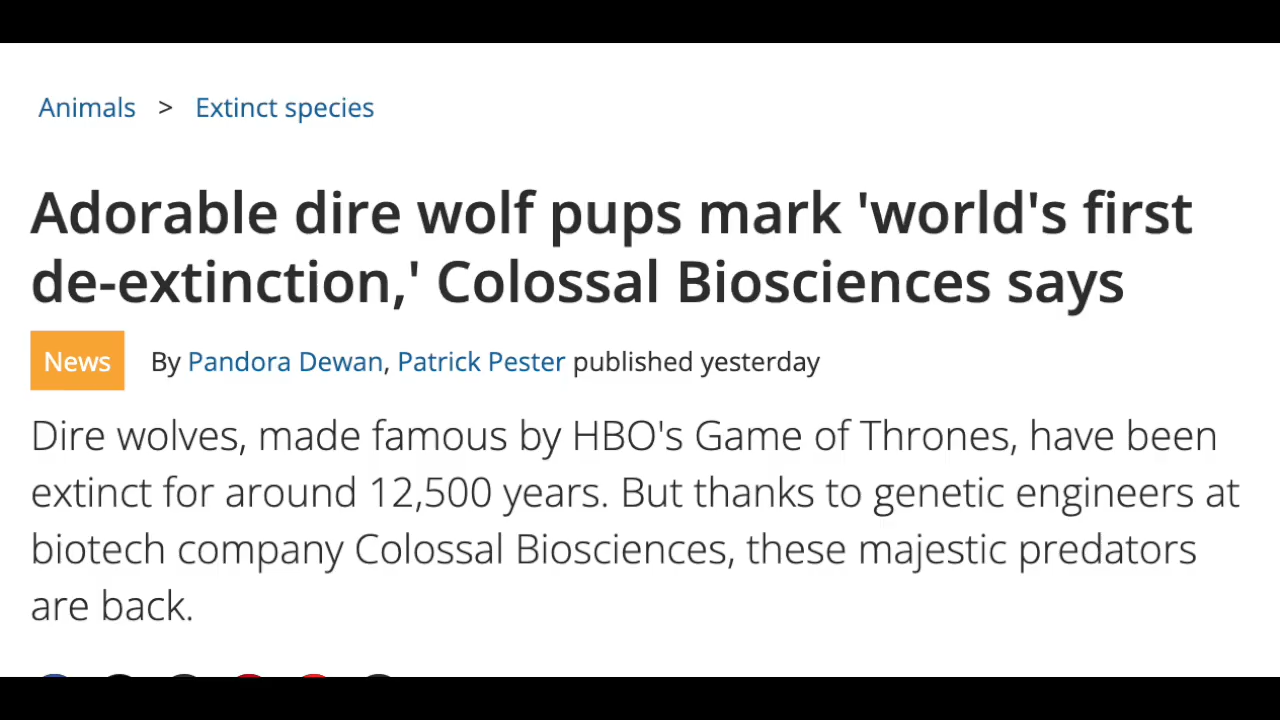 Animals > Extinct species
Adorable dire wolf pups mark 'world's first
de-extinction,' Colossal Biosciences says
News By Pandora Dewan, Patrick Pester published yesterday
Dire wolves, made famous by HBO's Game of Thrones, have been
extinct for around 12,500 years. But thanks to genetic engineers at
biotech company Colossal Biosciences, these majestic predators
are back.